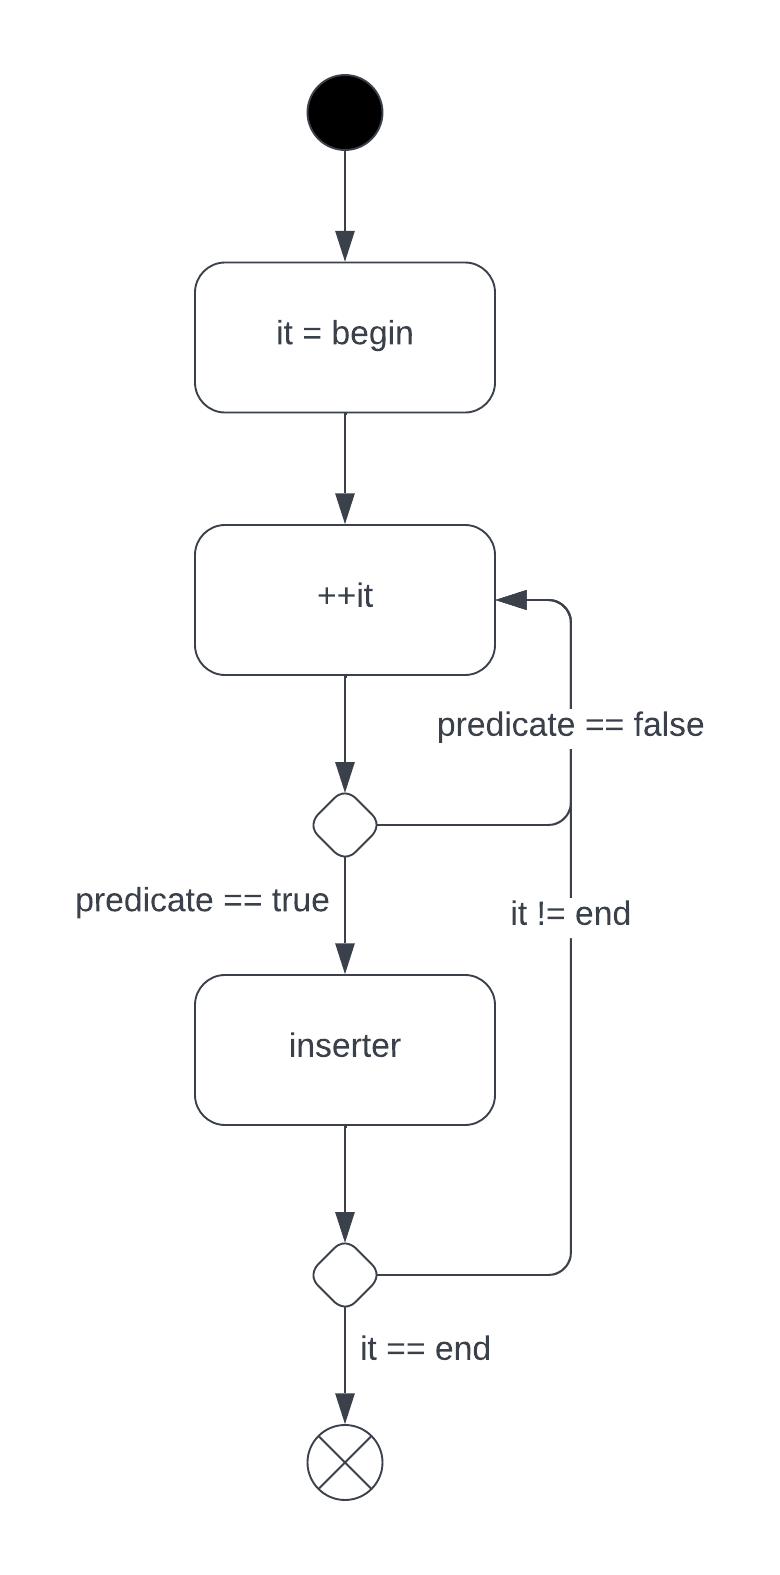 it = begin
++it
predicate == false
predicate == true
it != end
inserter
it == end